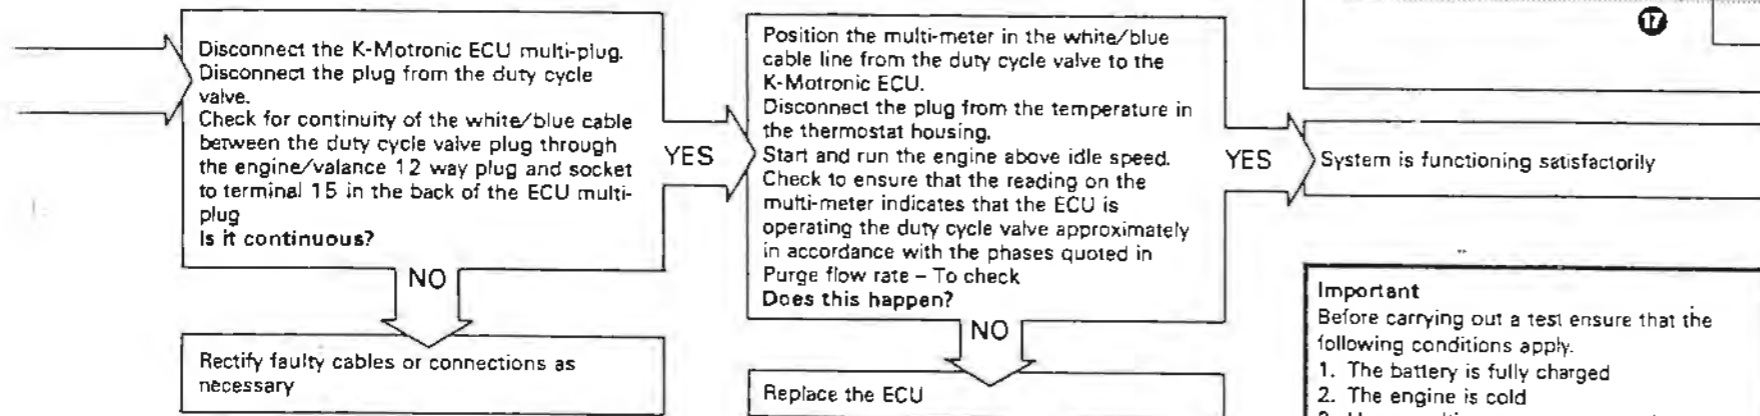 Disconnect the K-Motronic ECU multi-plug.
Disconnect the plug from the duty cycle
valve.
Check for continuity of the white/blue cable
between the duty cycle valve plug through
the engine/valance 12 way plug and socket
to terminal 15 in the back of the ECU multi-
plug
Is it continuous?
YES
NO
Rectify faulty cables or connections as
necessary
Position the multi-meter in the white/blue
cable line from the duty cycle valve to the
K-Motronic ECU.
Disconnect the plug from the temperature in
the thermostat housing.
Start and run the engine above idle speed.
Check to ensure that the reading on the
multi-meter indicates that the ECU is
operating the duty cycle valve approximately
in accordance with the phases quoted in
Purge flow rate – To check
Does this happen?
YES
NO
Replace the ECU
17
System is functioning satisfactorily
Important
Before carrying out a test ensure that the
following conditions apply.
1. The battery is fully charged
2. The engine is cold